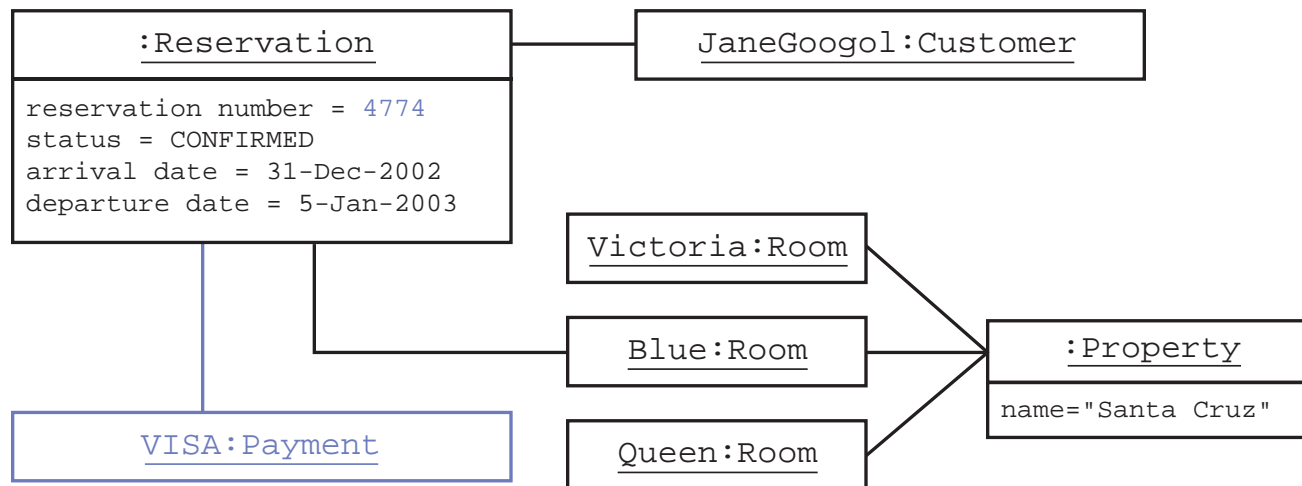 :Reservation
JaneGoogol:Customer
reservation number = 4774
status = CONFIRMED
arrival date = 31-Dec-2002
departure date = 5-Jan-2003
Victoria:Room
Blue:Room
:Property
name="Santa Cruz"
VISA:Payment
Queen:Room